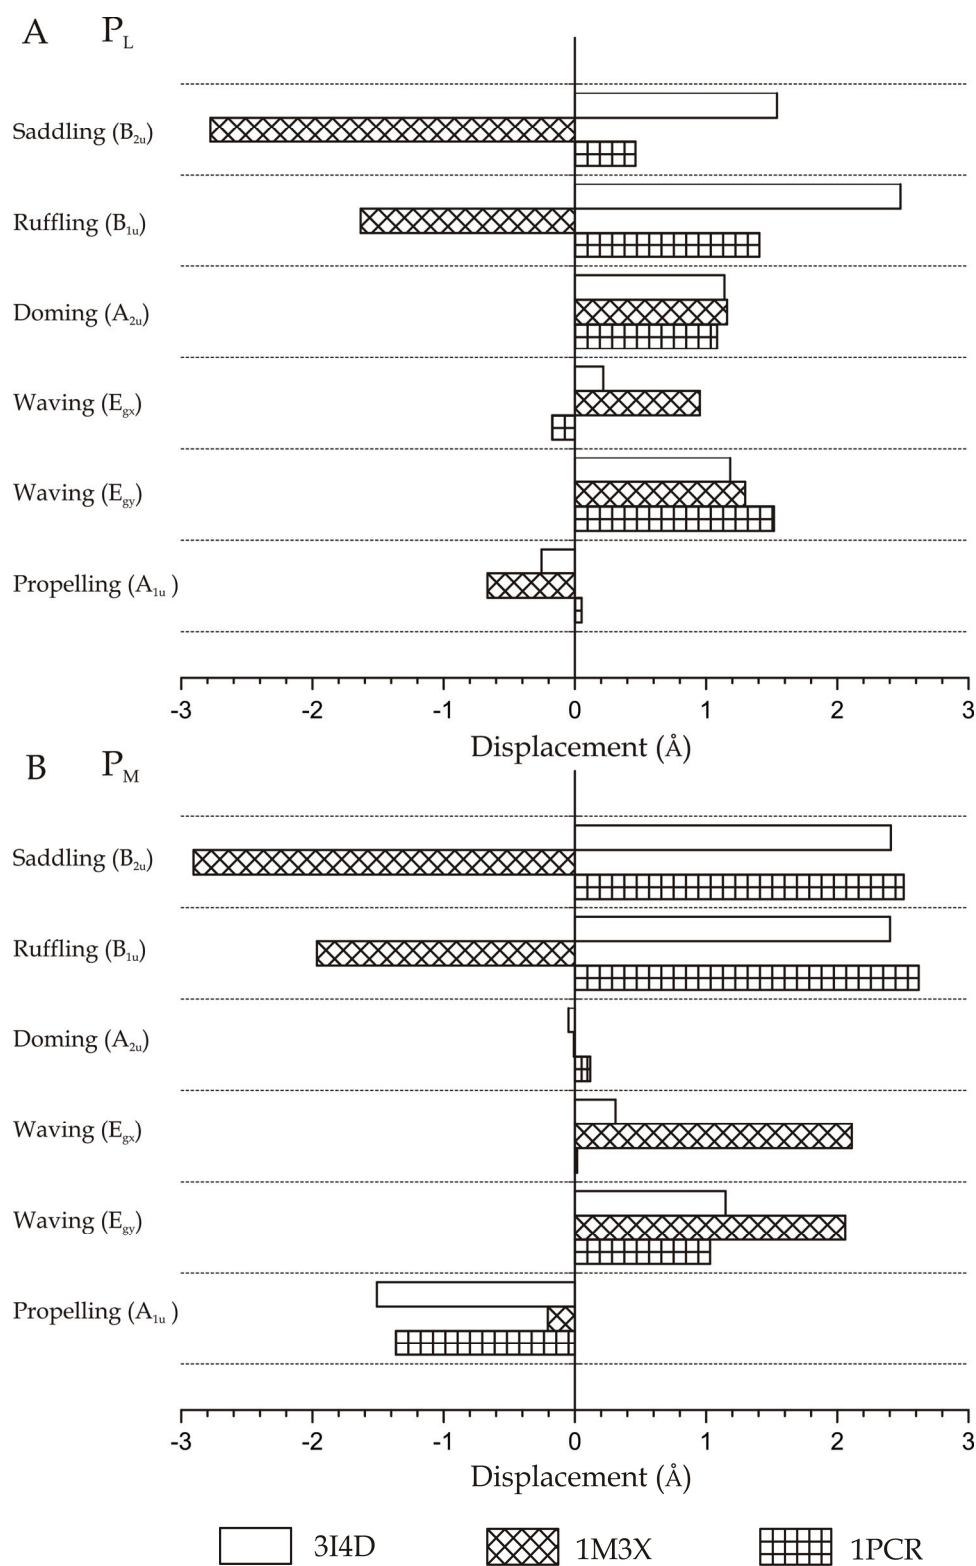 A P_L
Saddling (B_2u)
Ruffling (B_1u)
Doming (A_2u)
Waving (E_gx)
Waving (E_gy)
Propelling (A_1u )
-3 -2 -1 0 1 2 3
Displacement (Å)
B P_M
Saddling (B_2u)
Ruffling (B_1u)
Doming (A_2u)
Waving (E_gx)
Waving (E_gy)
Propelling (A_1u )
-3 -2 -1 0 1 2 3
Displacement (Å)
3I4D 1M3X 1PCR